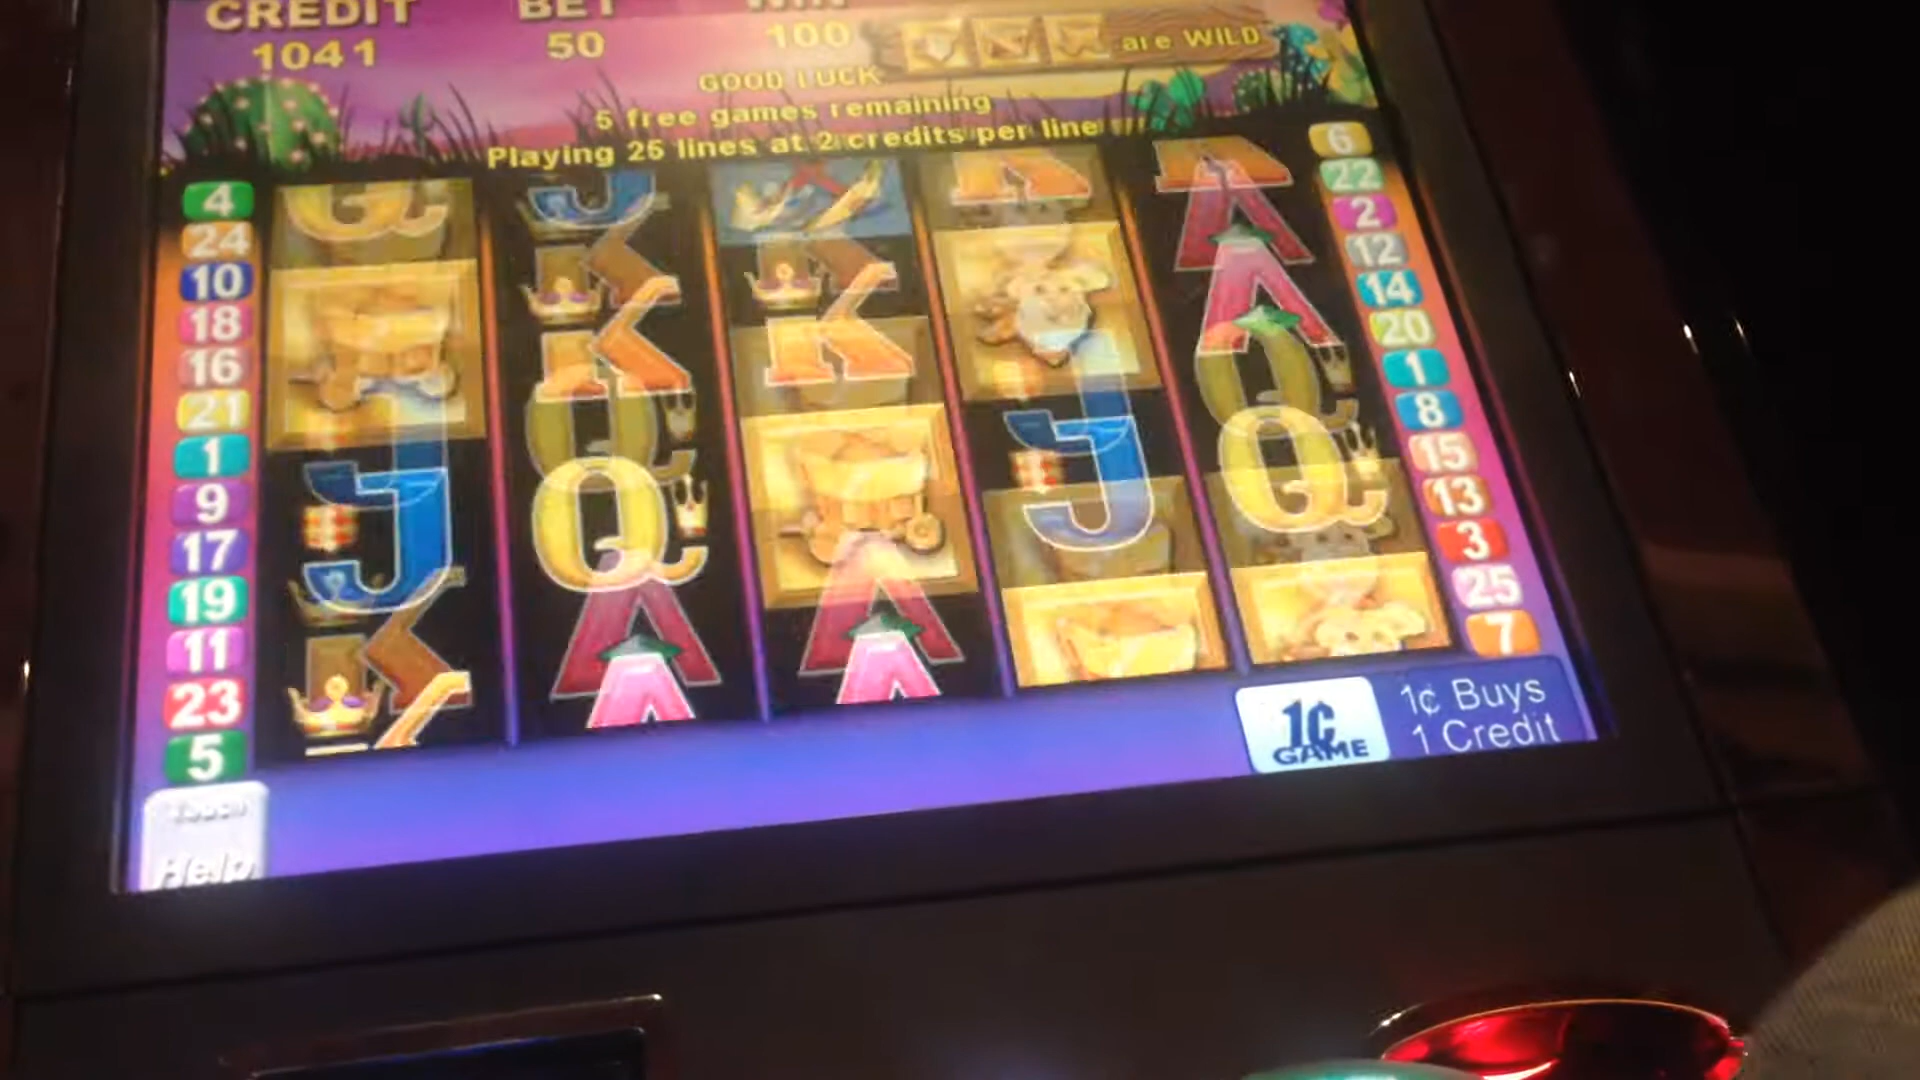 CREDIT BET WIN
1041 50 100
are WILD
GOOD LUCK
5 free games remaining
Playing 25 lines at 2 credits per line
4
24
10
18
16
21
1
9
17
19
11
23
5
6
22
2
12
14
20
1
8
15
13
3
25
7
Q J K K A
K K A
J Q J Q
K A A
1¢ GAME
1¢ Buys
1 Credit
Touch
Help